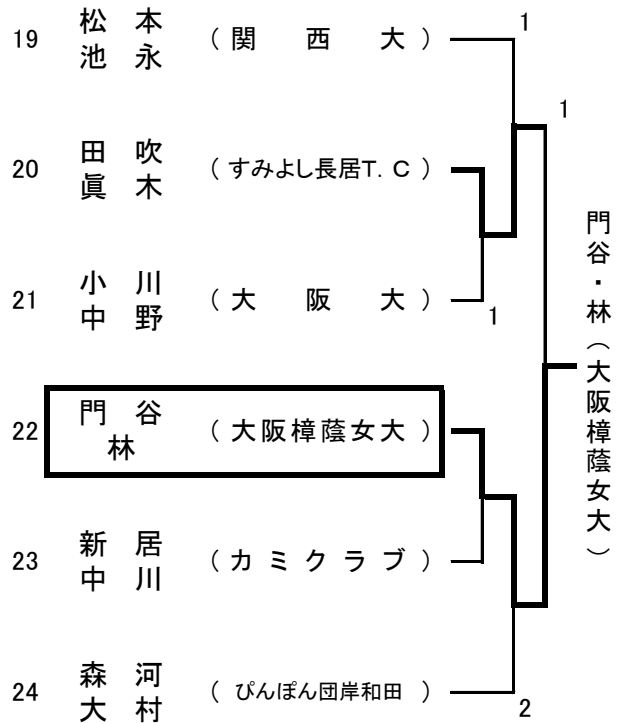 19 松本 池永 （関西大） 1
20 田吹 眞木 （すみよし長居T.C） 1
21 小川 中野 （大阪大） 1
22 門谷 林 （大阪樟蔭女大）
23 新居 中川 （カミクラブ）
24 森河 大村 （ぴんぽん団岸和田） 2
門谷・林（大阪樟蔭女大）